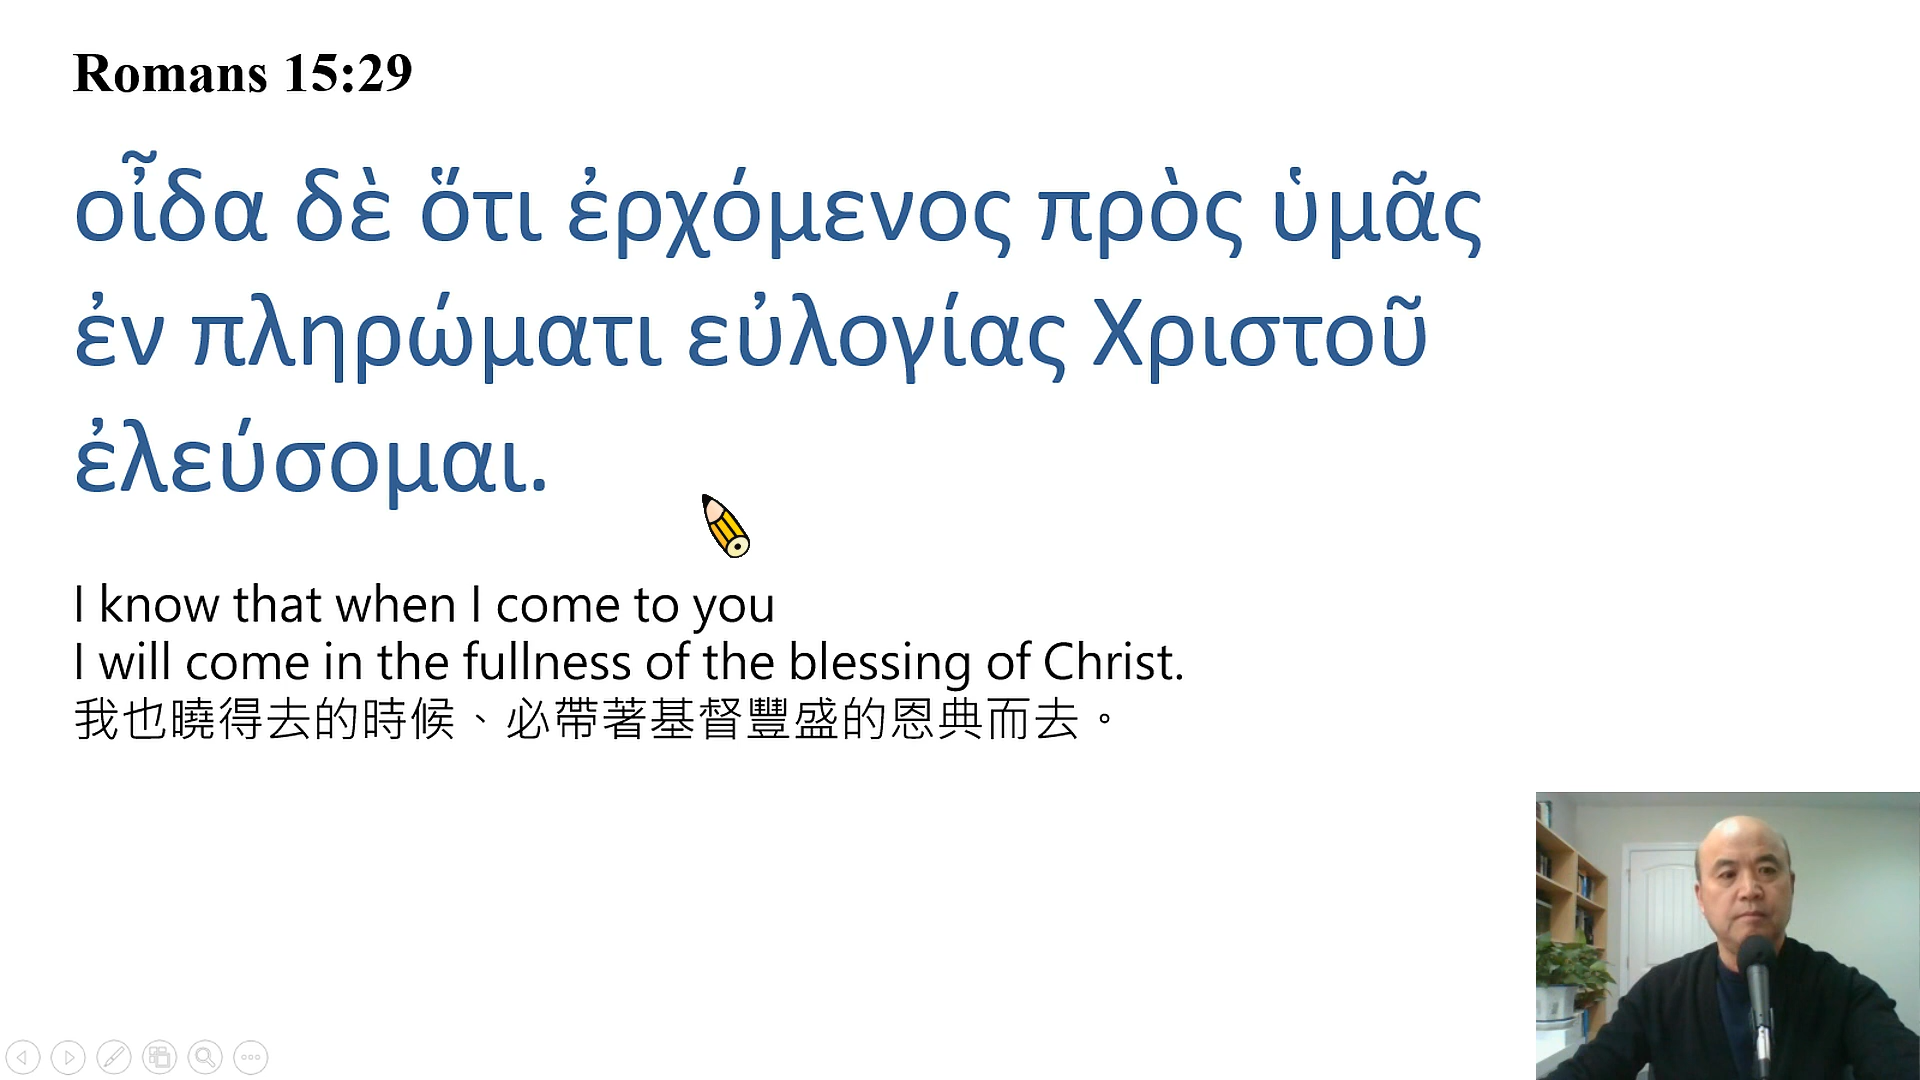 Romans 15:29
οἶδα δὲ ὅτι ἐρχόμενος πρὸς ὑμᾶς
ἐν πληρώματι εὐλογίας Χριστοῦ
ἐλεύσομαι.
I know that when I come to you
I will come in the fullness of the blessing of Christ.
我也曉得去的時候、必帶著基督豐盛的恩典而去。